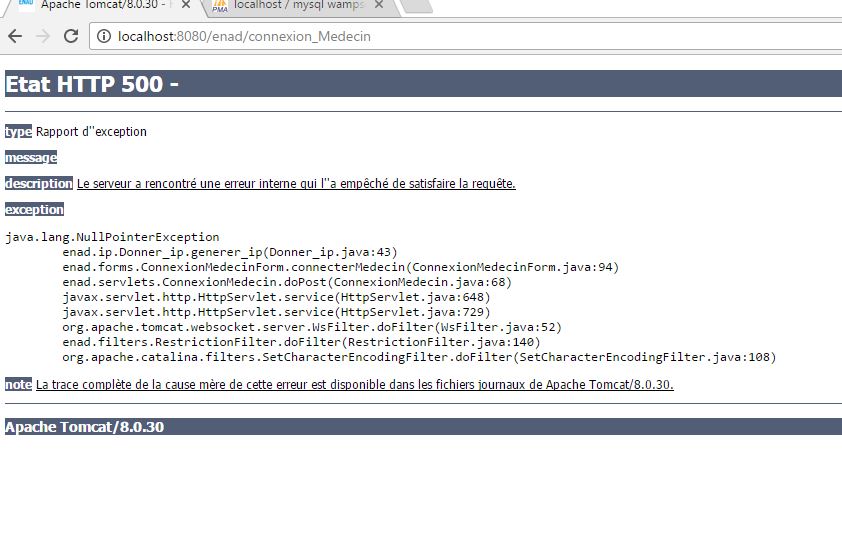 ENAD
Apache Tomcat/8.0.30 -
PMA
localhost / mysql wamps
localhost:8080/enad/connexion_Medecin
Etat HTTP 500 -
type Rapport d''exception
message
description Le serveur a rencontré une erreur interne qui l''a empêché de satisfaire la requête.
exception
java.lang.NullPointerException
enad.ip.Donner_ip.generer_ip(Donner_ip.java:43)
enad.forms.ConnexionMedecinForm.connecterMedecin(ConnexionMedecinForm.java:94)
enad.servlets.ConnexionMedecin.doPost(ConnexionMedecin.java:68)
javax.servlet.http.HttpServlet.service(HttpServlet.java:648)
javax.servlet.http.HttpServlet.service(HttpServlet.java:729)
org.apache.tomcat.websocket.server.WsFilter.doFilter(WsFilter.java:52)
enad.filters.RestrictionFilter.doFilter(RestrictionFilter.java:140)
org.apache.catalina.filters.SetCharacterEncodingFilter.doFilter(SetCharacterEncodingFilter.java:108)
note La trace complète de la cause mère de cette erreur est disponible dans les fichiers journaux de Apache Tomcat/8.0.30.
Apache Tomcat/8.0.30